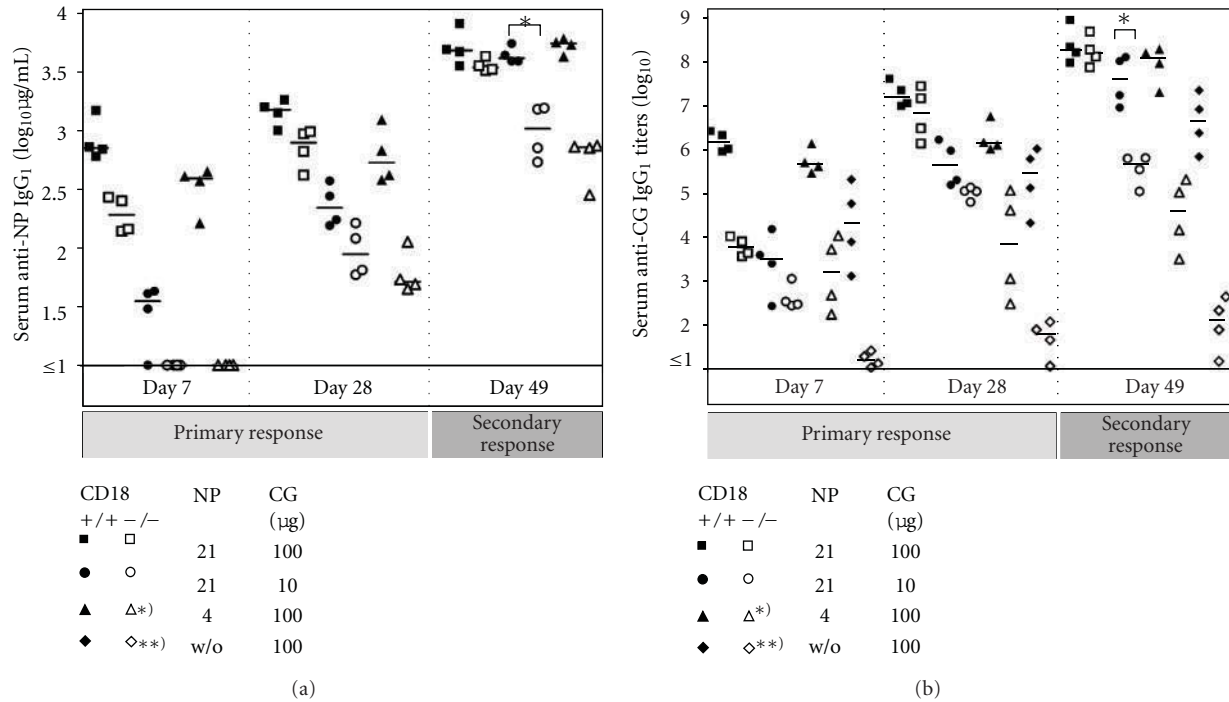 Serum anti-NP IgG₁ (log₁₀μg/mL)
4
3.5
3
2.5
2
1.5
≤1
*
Day 7
Day 28
Day 49
Primary response
Secondary
response
CD18 NP CG
+/+ −/− (μg)
21 100
21 10
*) 4 100
**) w/o 100
(a)
Serum anti-CG IgG₁ titers (log₁₀)
9
8
7
6
5
4
3
2
≤1
*
Day 7
Day 28
Day 49
Primary response
Secondary
response
CD18 NP CG
+/+ −/− (μg)
21 100
21 10
*) 4 100
**) w/o 100
(b)